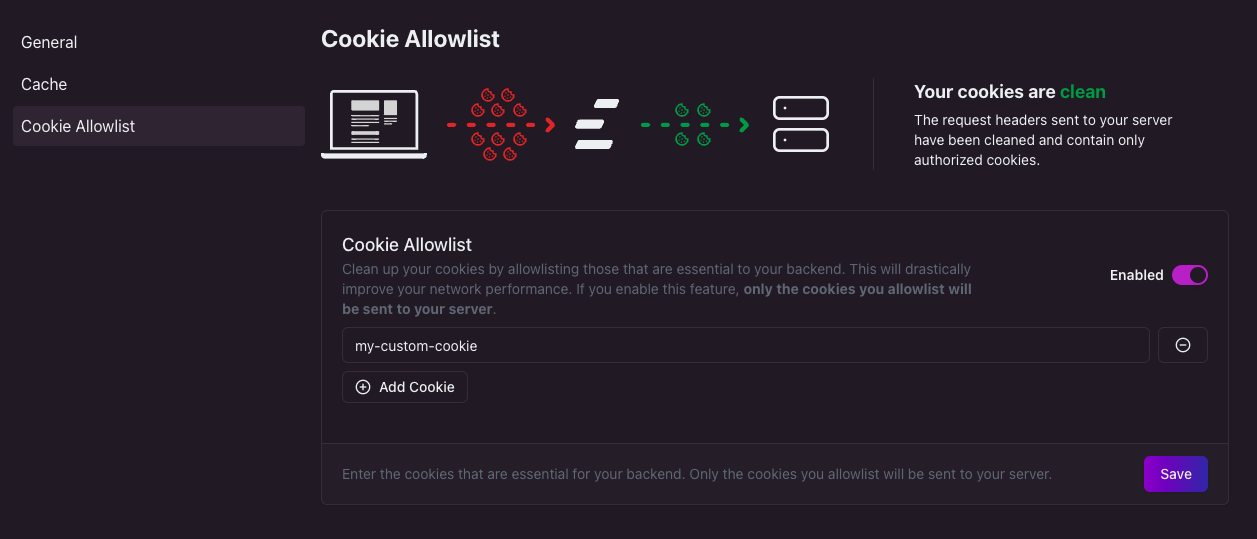 General
Cache
Cookie Allowlist
Cookie Allowlist
Your cookies are clean
The request headers sent to your server
have been cleaned and contain only
authorized cookies.
Cookie Allowlist
Clean up your cookies by allowlisting those that are essential to your backend. This will drastically
improve your network performance. If you enable this feature, only the cookies you allowlist will
be sent to your server.
Enabled
my-custom-cookie
Add Cookie
Enter the cookies that are essential for your backend. Only the cookies you allowlist will be sent to your server.
Save